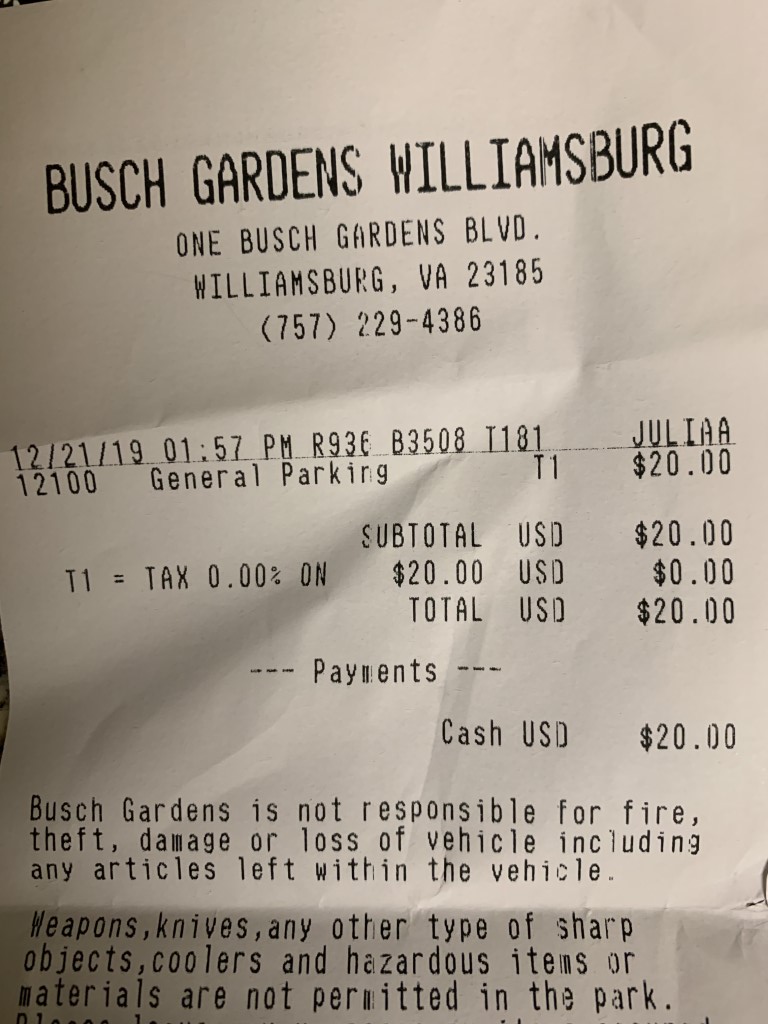 BUSCH GARDENS WILLIAMSBURG
ONE BUSCH GARDENS BLVD.
WILLIAMSBURG, VA 23185
(757) 229-4386
12/21/19 01:57 PM R936 B3508 T181 JULIAA
12100 General Parking T1 $20.00
SUBTOTAL USD $20.00
T1 = TAX 0.00% ON $20.00 USD $0.00
TOTAL USD $20.00
--- Payments ---
Cash USD $20.00
Busch Gardens is not responsible for fire,
theft, damage or loss of vehicle including
any articles left within the vehicle.
Weapons,knives,any other type of sharp
objects,coolers and hazardous items or
materials are not permitted in the park.